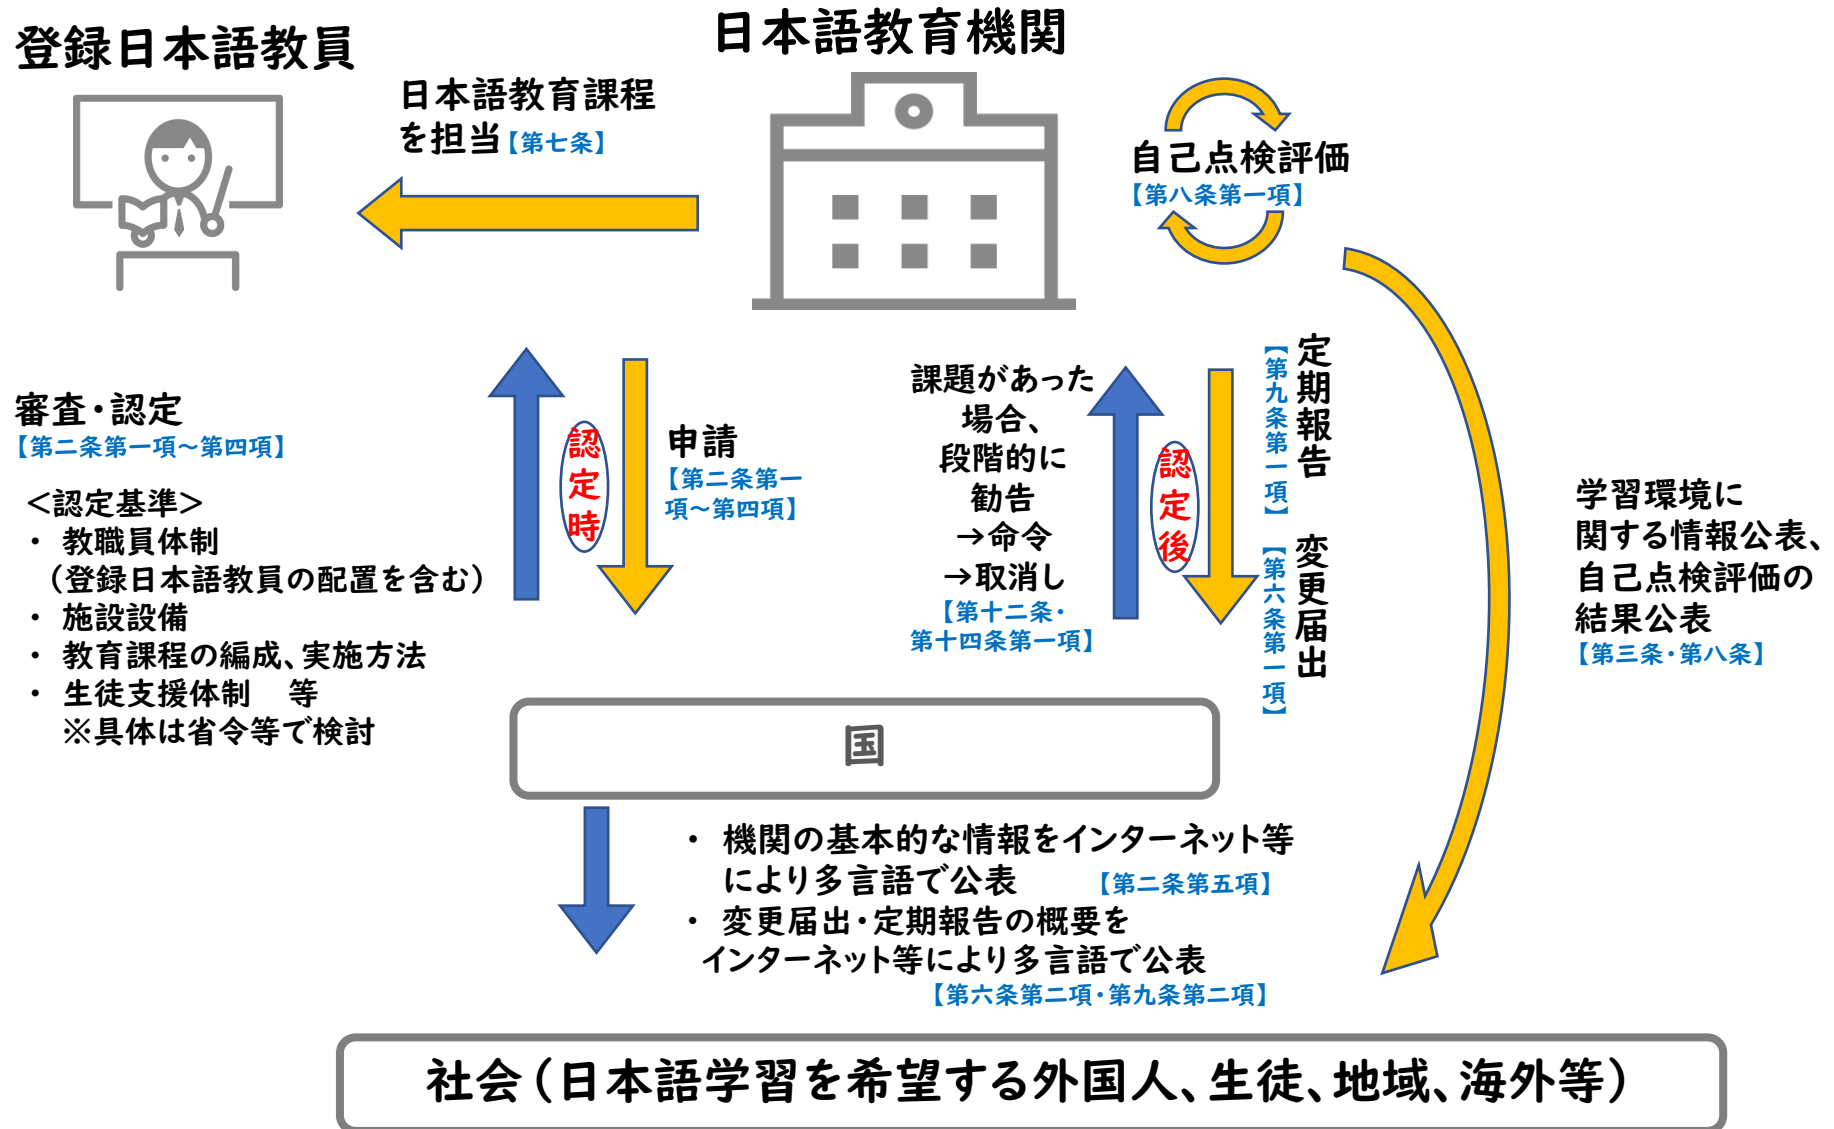 登録日本語教員
日本語教育機関
日本語教育課程
を担当【第七条】
自己点検評価
【第八条第一項】
審査・認定
【第二条第一項~第四項】
<認定基準>
・ 教職員体制
(登録日本語教員の配置を含む)
・ 施設設備
・ 教育課程の編成、実施方法
・ 生徒支援体制 等
※具体は省令等で検討
認定時
申請
【第二条第一
項~第四項】
課題があった
場合、
段階的に
勧告
→命令
→取消し
【第十二条・
第十四条第一項】
認定後
定期報告
【第九条第一項】
変更届出
【第六条第一項】
学習環境に
関する情報公表、
自己点検評価の
結果公表
【第三条・第八条】
国
・ 機関の基本的な情報をインターネット等
により多言語で公表 【第二条第五項】
・ 変更届出・定期報告の概要を
インターネット等により多言語で公表
【第六条第二項・第九条第二項】
社会(日本語学習を希望する外国人、生徒、地域、海外等)